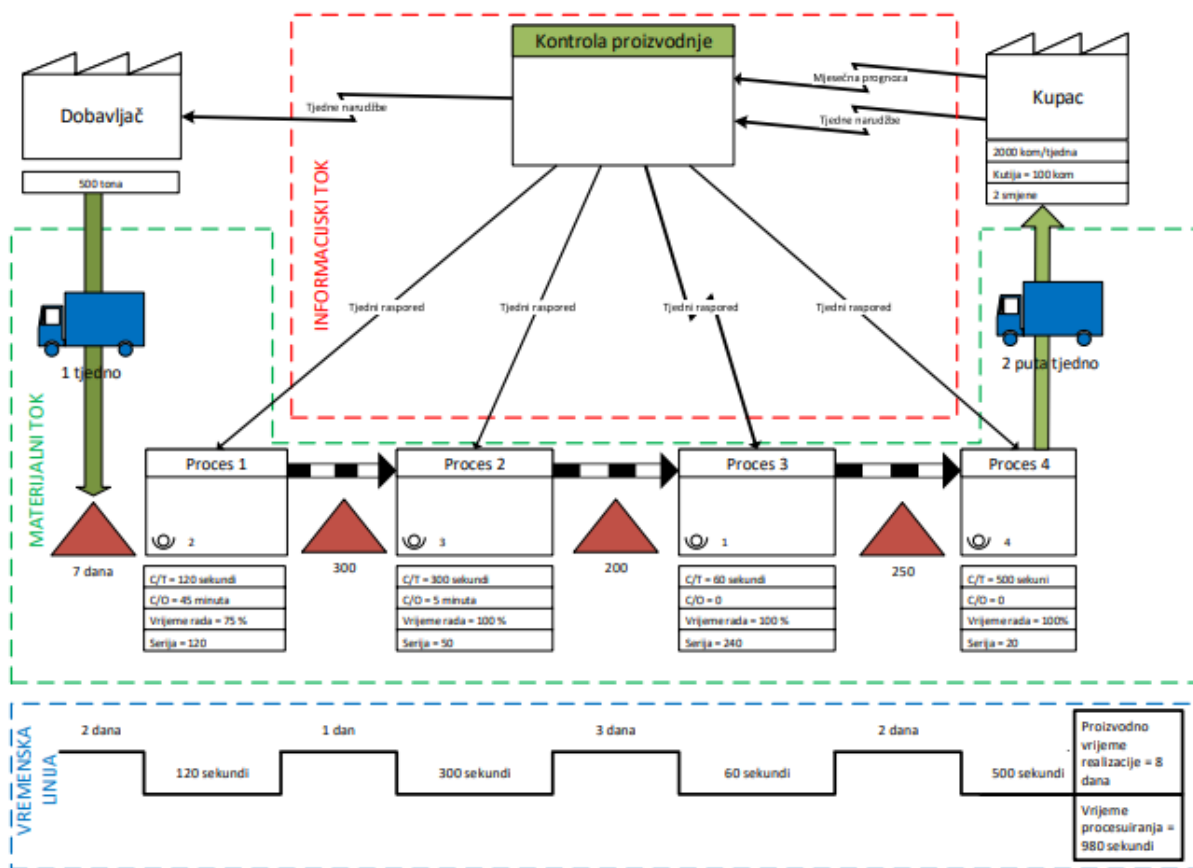 Kontrola proizvodnje
Dobavljač
Kupac
Tjedne narudžbe
Mjesečna prognoza
Tjedne narudžbe
500 tona
2000 kom/tjedna
Kutija = 100 kom
2 smjene
INFORMACIJSKI TOK
MATERIJALNI TOK
1 tjedno
Tjedni raspored
Tjedni raspored
Tjedni raspored
Tjedni raspored
2 puta tjedno
Proces 1
Proces 2
Proces 3
Proces 4
2
3
1
4
7 dana
300
200
250
C/T = 120 sekundi
C/O = 45 minuta
Vrijeme rada = 75 %
Serija = 120
C/T = 300 sekundi
C/O = 5 minuta
Vrijeme rada = 100 %
Serija = 50
C/T = 60 sekundi
C/O = 0
Vrijeme rada = 100 %
Serija = 240
C/T = 500 sekuni
C/O = 0
Vrijeme rada = 100%
Serija = 20
VREMENSKA
LINIJA
2 dana
1 dan
3 dana
2 dana
120 sekundi
300 sekundi
60 sekundi
500 sekundi
Proizvodno
vrijeme
realizacije = 8
dana
Vrijeme
procesuiranja =
980 sekundi